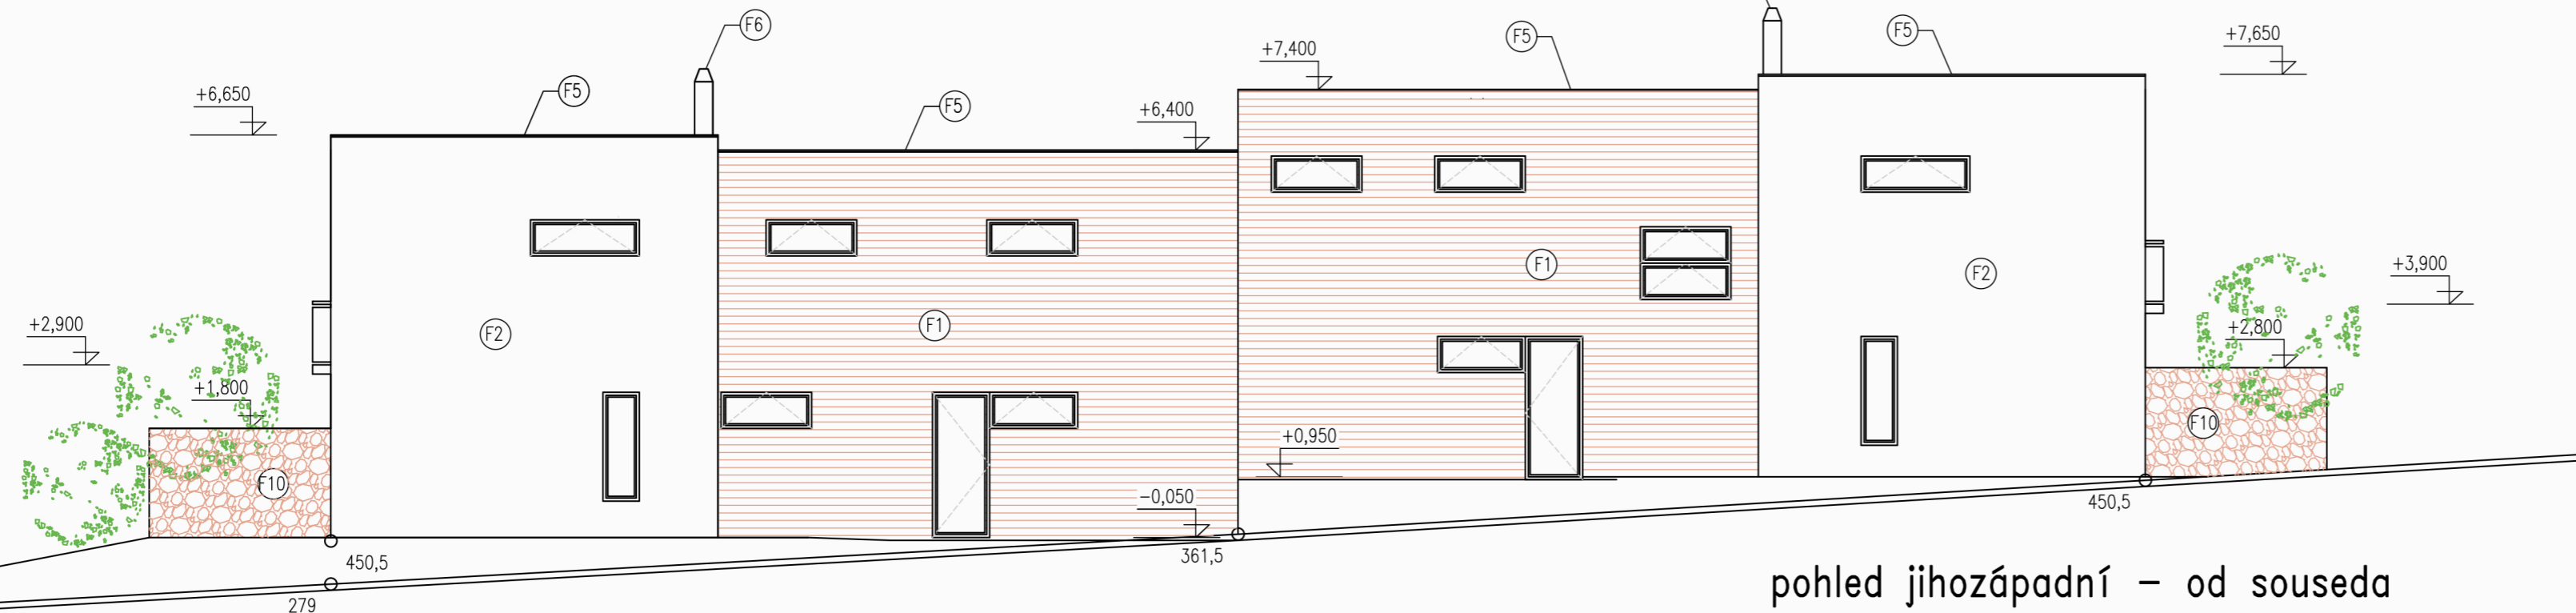 F6
F5
F5
+7,650
+7,400
+6,650
F5
F5
+6,400
F1
F2
+3,900
+2,900
F1
+2,800
F2
+1,800
F10
+0,950
F10
-0,050
450,5
361,5
450,5
279
pohled jihozápadní - od souseda